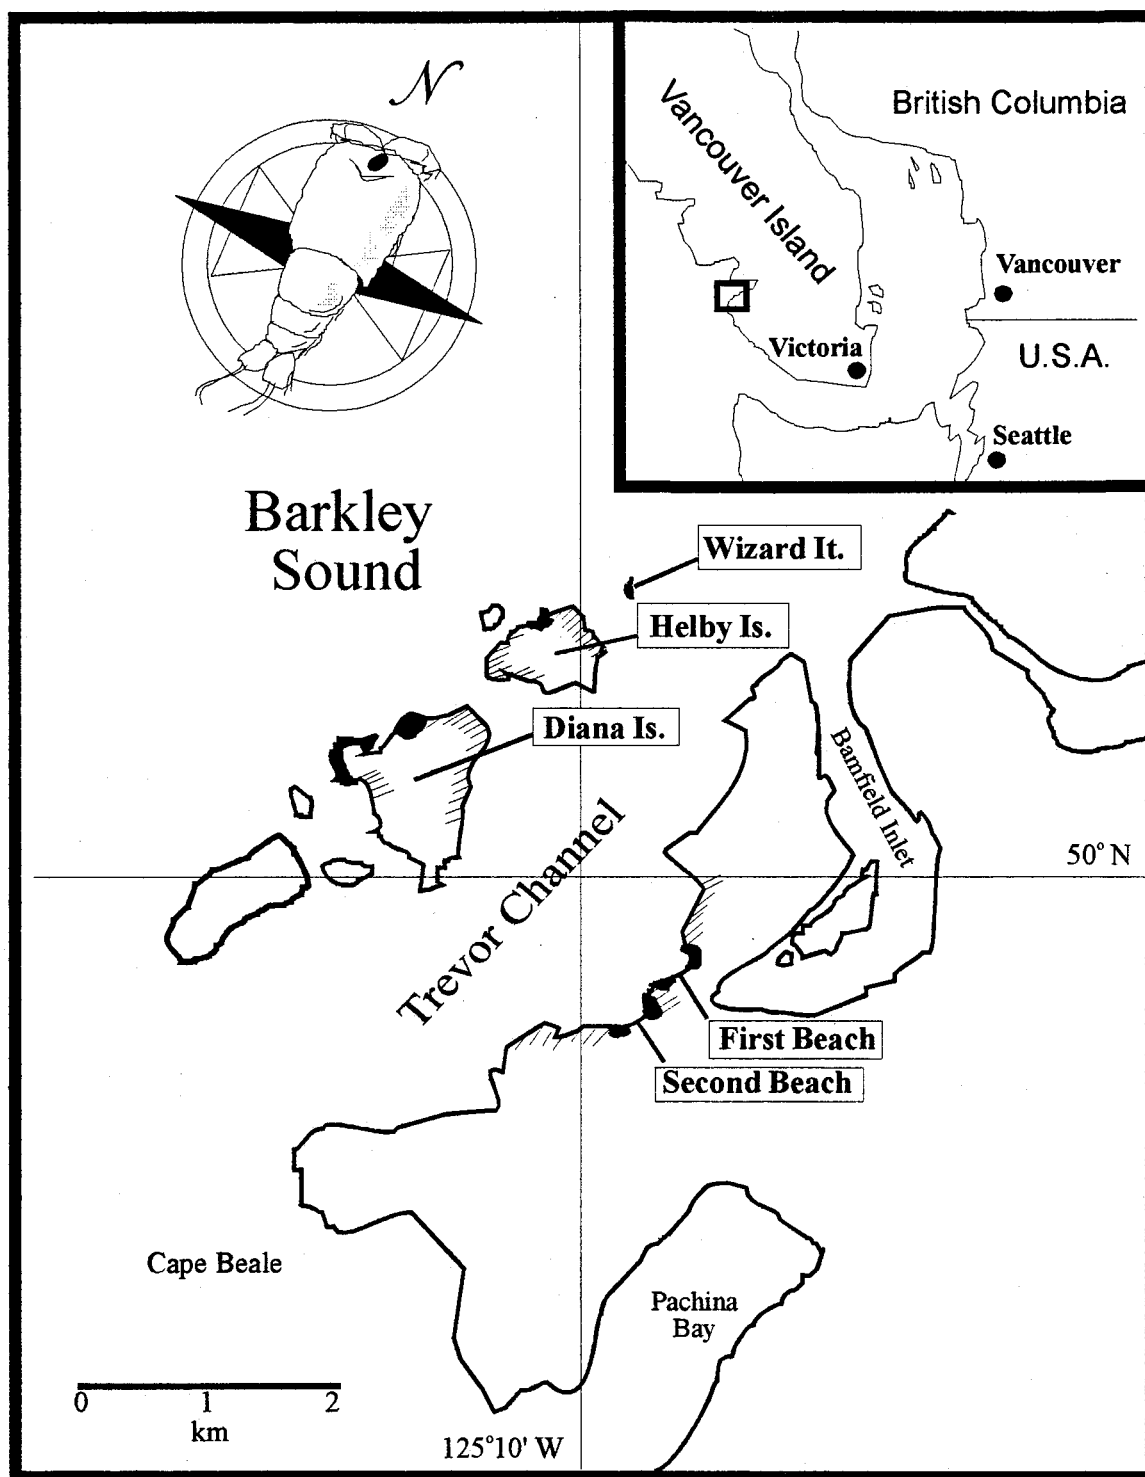 N
British Columbia
Vancouver Island
Vancouver
Victoria
U.S.A.
Seattle
Barkley
Sound
Wizard It.
Helby Is.
Diana Is.
Bamfield Inlet
50° N
Trevor Channel
First Beach
Second Beach
Cape Beale
Pachina
Bay
0 1 2
km
125°10' W